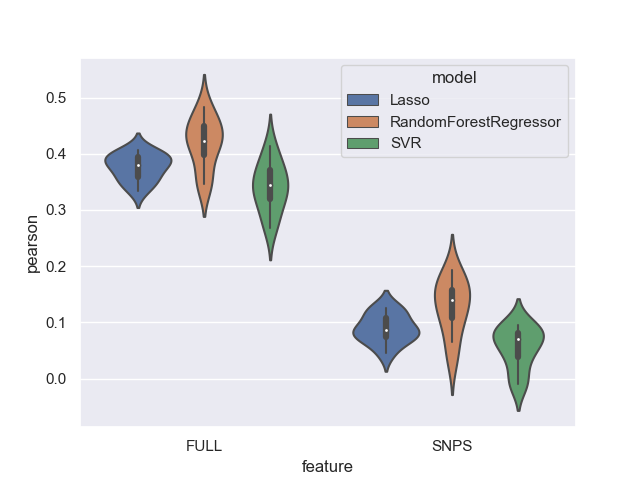 model
Lasso
RandomForestRegressor
SVR
pearson
0.5
0.4
0.3
0.2
0.1
0.0
FULL
SNPS
feature